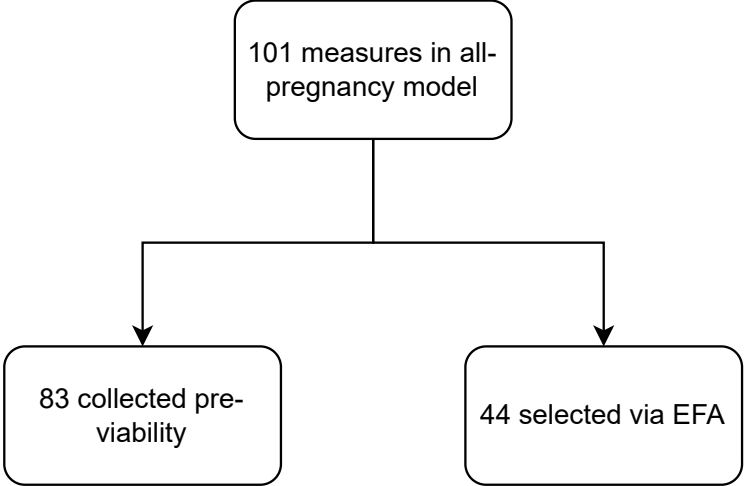 101 measures in all-
pregnancy model
83 collected pre-
viability
44 selected via EFA